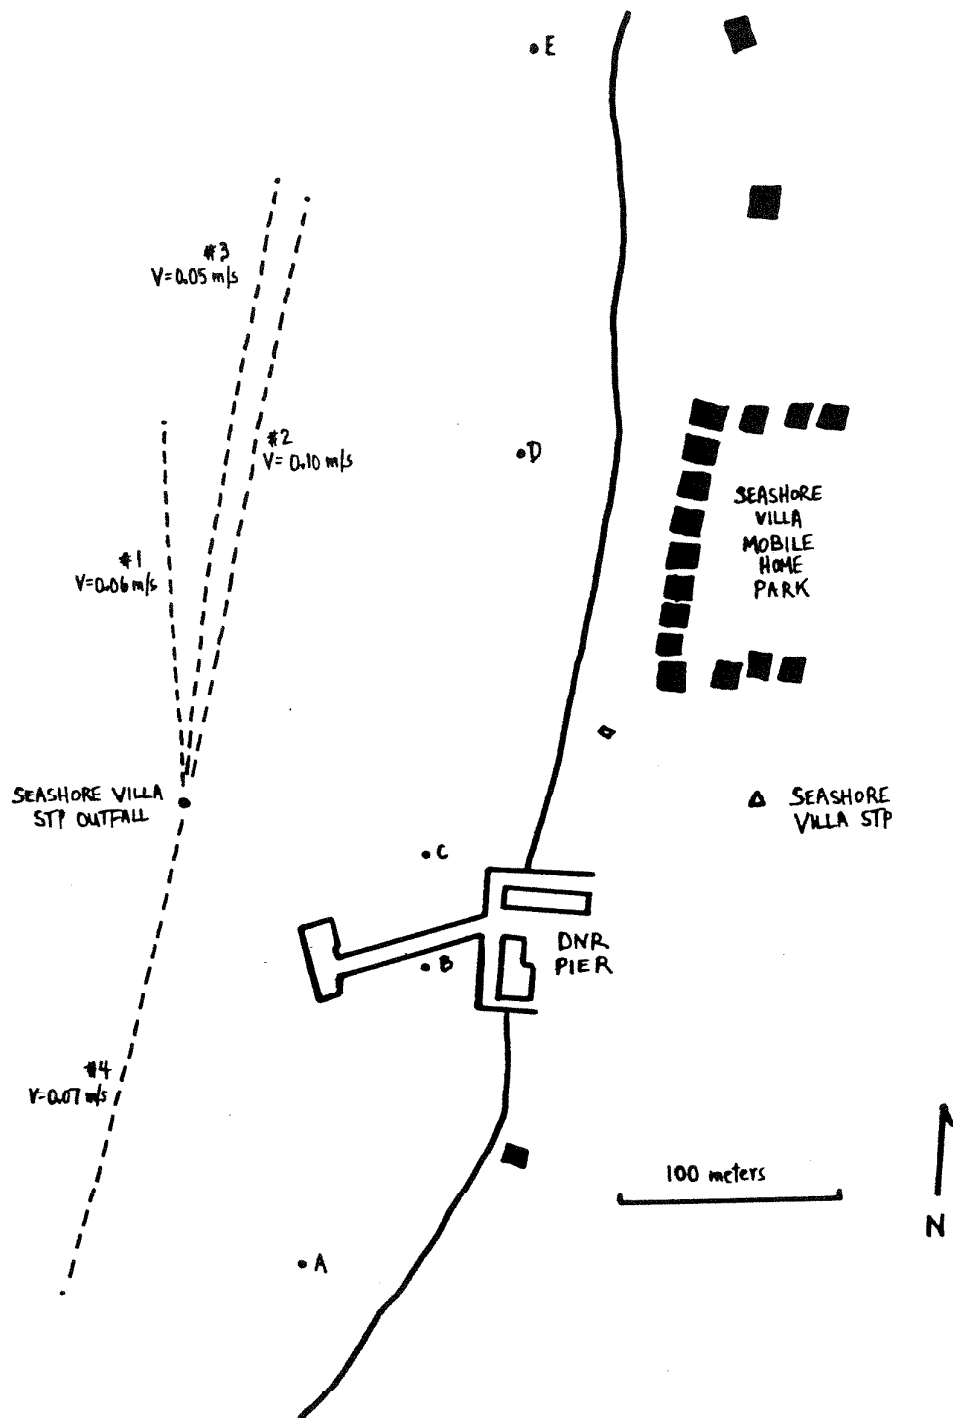 E
#3
V=0.05 m/s
#2
V= 0.10 m/s
D
SEASHORE
VILLA
MOBILE
HOME
PARK
#1
V=0.06 m/s
SEASHORE VILLA
STP OUTFALL
SEASHORE
VILLA STP
C
DNR
PIER
B
#4
V=0.07 m/s
100 meters
N
A